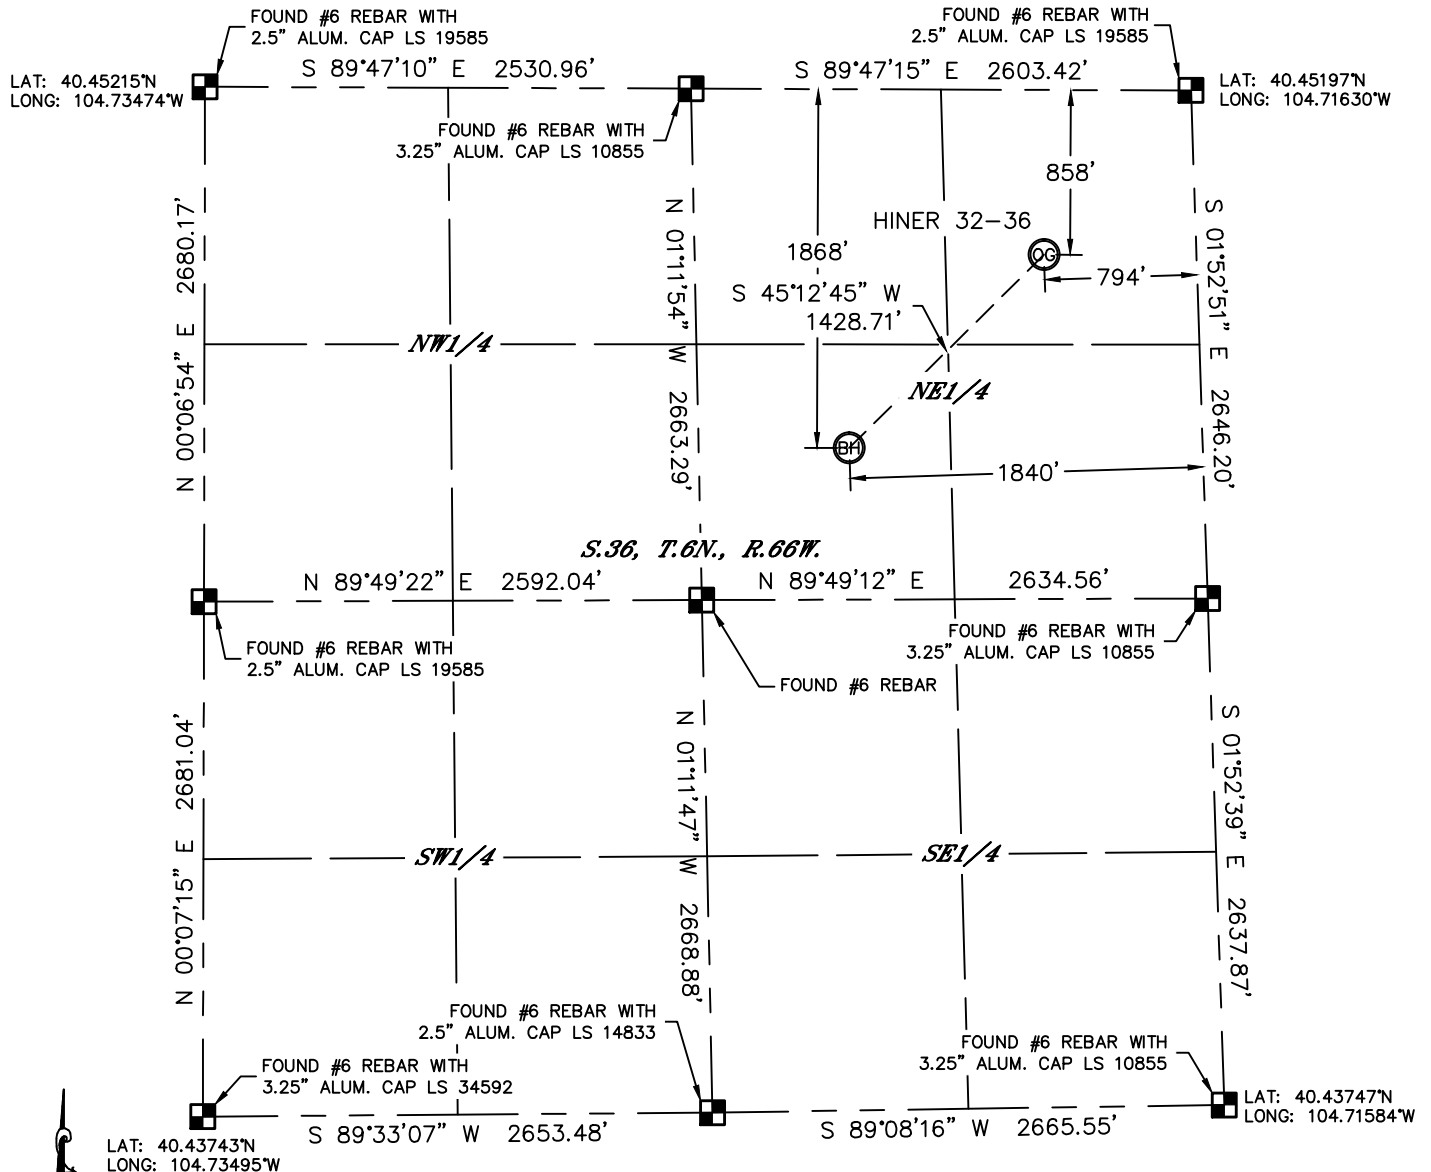 FOUND #6 REBAR WITH
2.5" ALUM. CAP LS 19585
FOUND #6 REBAR WITH
2.5" ALUM. CAP LS 19585
LAT: 40.45215°N
LONG: 104.73474°W
S 89°47'10" E 2530.96'
S 89°47'15" E 2603.42'
LAT: 40.45197°N
LONG: 104.71630°W
FOUND #6 REBAR WITH
3.25" ALUM. CAP LS 10855
858'
HINER 32-36
OG
1868'
794'
S 45°12'45" W
1428.71'
N 00°06'54" E 2680.17'
N 01°11'54" W 2663.29'
S 01°52'51" E 2646.20'
NW1/4
NE1/4
BH
1840'
S.36, T.6N., R.66W.
N 89°49'22" E 2592.04'
N 89°49'12" E 2634.56'
FOUND #6 REBAR WITH
2.5" ALUM. CAP LS 19585
FOUND #6 REBAR WITH
3.25" ALUM. CAP LS 10855
FOUND #6 REBAR
N 00°07'15" E 2681.04'
N 01°11'47" W 2668.88'
S 01°52'39" E 2637.87'
SW1/4
SE1/4
FOUND #6 REBAR WITH
2.5" ALUM. CAP LS 14833
FOUND #6 REBAR WITH
3.25" ALUM. CAP LS 10855
FOUND #6 REBAR WITH
3.25" ALUM. CAP LS 34592
LAT: 40.43747°N
LONG: 104.71584°W
S 89°33'07" W 2653.48'
S 89°08'16" W 2665.55'
LAT: 40.43743°N
LONG: 104.73495°W